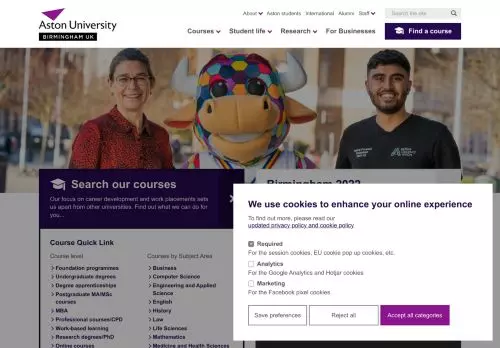 Aston University
BIRMINGHAM UK
About
Aston students
International
Alumni
Staff
Search the site
Courses
Student life
Research
For Businesses
Find a course
Search our courses
Our focus on career development and work placements sets
us apart from other universities. Find out what we can do for
you...
Course Quick Link
Course level
Foundation programmes
Undergraduate degrees
Degree apprenticeships
Postgraduate MA/MSc
courses
MBA
Professional courses/CPD
Work-based learning
Research degrees/PhD
Online courses
Courses by Subject Area
Business
Computer Science
Engineering and Applied
Science
English
History
Law
Life Sciences
Mathematics
Medicine and Health Sciences
Birmingham 2022
We use cookies to enhance your online experience
To find out more, please read our
updated privacy policy and cookie policy
Required
For the session cookies, EU cookie pop up cookies, etc.
Analytics
For the Google Analytics and Hotjar cookies
Marketing
For the Facebook pixel cookies
Save preferences
Reject all
Accept all categories